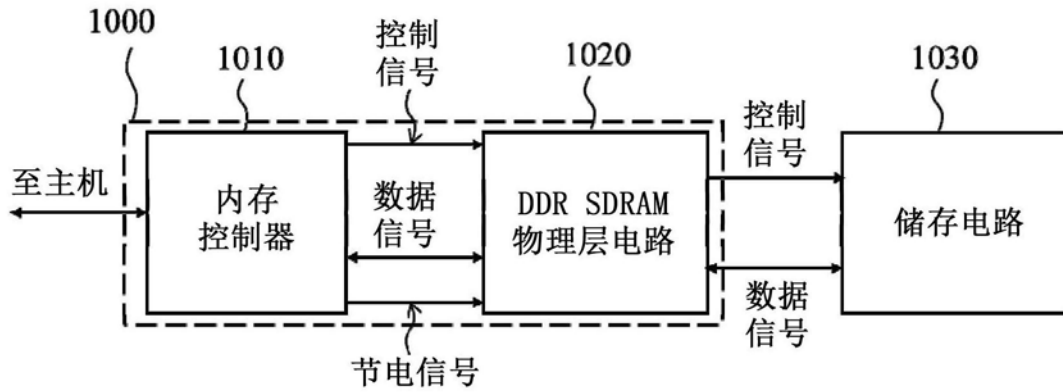 1000
1010
控制
信号
1020
1030
至主机
内存
控制器
数据
信号
DDR SDRAM
物理层电路
控制
信号
储存电路
数据
信号
节电信号